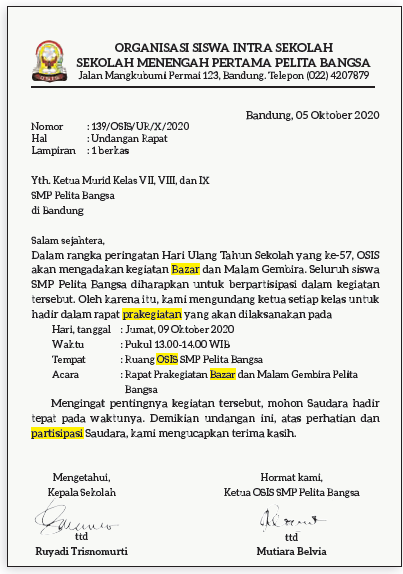 ORGANISASI SISWA INTRA SEKOLAH
SEKOLAH MENENGAH PERTAMA PELITA BANGSA
Jalan Mangkubumi Permai 123, Bandung. Telepon (022) 4207879
OSIS
Bandung, 05 Oktober 2020
Nomor : 139/OSIS/UR/X/2020
Hal : Undangan Rapat
Lampiran : 1 berkas
Yth. Ketua Murid Kelas VII, VIII, dan IX
SMP Pelita Bangsa
di Bandung
Salam sejahtera,
Dalam rangka peringatan Hari Ulang Tahun Sekolah yang ke-57, OSIS
akan mengadakan kegiatan Bazar dan Malam Gembira. Seluruh siswa
SMP Pelita Bangsa diharapkan untuk berpartisipasi dalam kegiatan
tersebut. Oleh karena itu, kami mengundang ketua setiap kelas untuk
hadir dalam rapat prakegiatan yang akan dilaksanakan pada
Hari, tanggal : Jumat, 09 Oktober 2020
Waktu : Pukul 13.00-14.00 WIB
Tempat : Ruang OSIS SMP Pelita Bangsa
Acara : Rapat Prakegiatan Bazar dan Malam Gembira Pelita
Bangsa
Mengingat pentingnya kegiatan tersebut, mohon Saudara hadir
tepat pada waktunya. Demikian undangan ini, atas perhatian dan
partisipasi Saudara, kami mengucapkan terima kasih.
Mengetahui, Hormat kami,
Kepala Sekolah Ketua OSIS SMP Pelita Bangsa
ttd ttd
Ruyadi Trisnomurti Mutiara Belvia